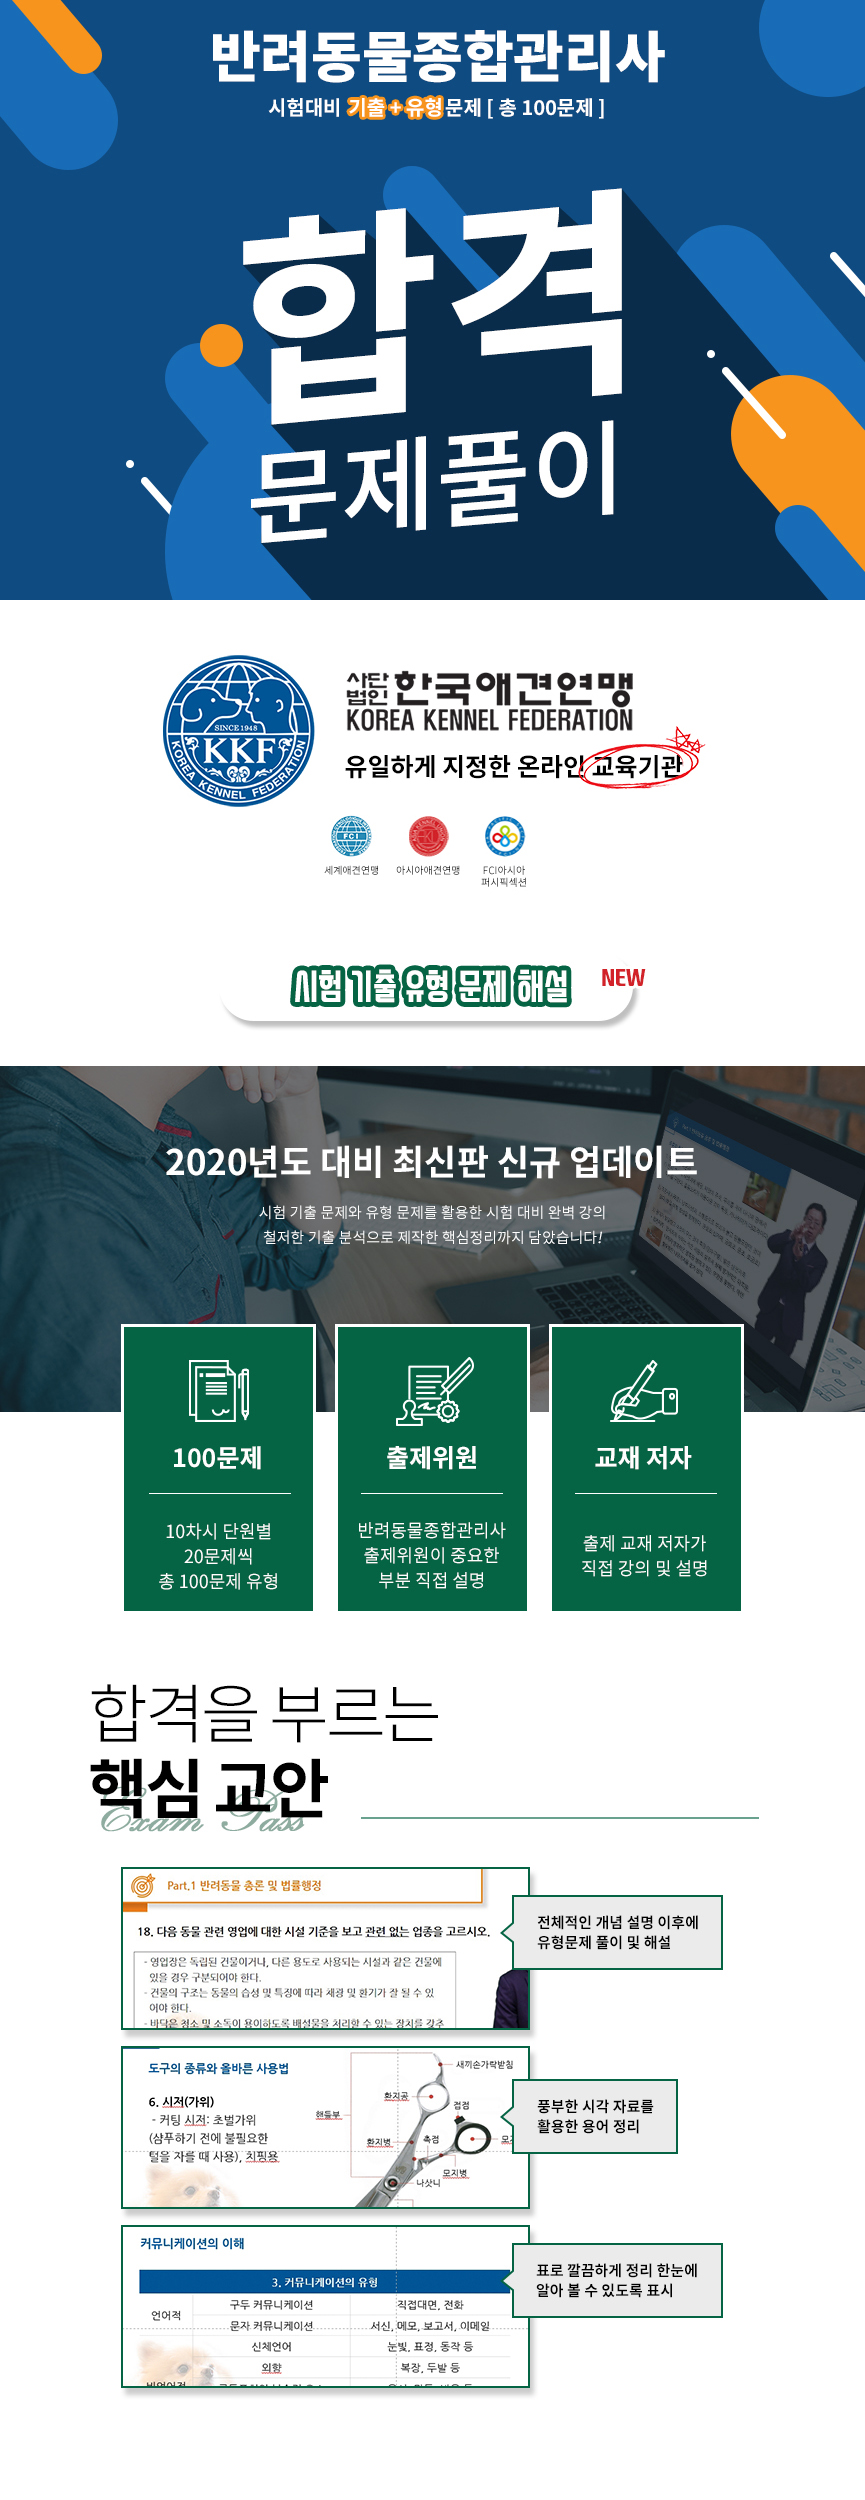 반려동물종합관리사
시험대비 기출+유형문제 [ 총 100문제 ]
합격
문제풀이
KKF
SINCE 1948
KOREA KENNEL FEDERATION
사단법인 한국애견연맹
KOREA KENNEL FEDERATION
유일하게 지정한 온라인 교육기관
FCI
세계애견연맹
아시아애견연맹
FCI아시아
퍼시픽섹션
시험 기출 유형 문제 해설
NEW
2020년도 대비 최신판 신규 업데이트
시험 기출 문제와 유형 문제를 활용한 시험 대비 완벽 강의
철저한 기출 분석으로 제작한 핵심정리까지 담았습니다!
100문제
10차시 단원별
20문제씩
총 100문제 유형
출제위원
반려동물종합관리사
출제위원이 중요한
부분 직접 설명
교재 저자
출제 교재 저자가
직접 강의 및 설명
합격을 부르는
핵심 교안
Exam Pass
Part.1 반려동물 총론 및 법률행정
18. 다음 동물 관련 영업에 대한 시설 기준을 보고 관련 없는 업종을 고르시오.
- 영업장은 독립된 건물이거나, 다른 용도로 사용되는 시설과 같은 건물에
있을 경우 구분되어야 한다.
- 건물의 구조는 동물의 습성 및 특징에 따라 채광 및 환기가 잘 될 수 있
어야 한다.
- 바닥은 청소 및 소독이 용이하도록 배설물을 처리할 수 있는 장치를 갖추
전체적인 개념 설명 이후에
유형문제 풀이 및 해설
도구의 종류와 올바른 사용법
6. 시저(가위)
- 커팅 시저: 초벌가위
(샴푸하기 전에 불필요한
털을 자를 때 사용), 치핑용
새끼손가락받침
환지공
핸들부
접점
환지병
촉점
모지병
나삿니
풍부한 시각 자료를
활용한 용어 정리
커뮤니케이션의 이해
3. 커뮤니케이션의 유형
언어적
구두 커뮤니케이션
직접대면, 전화
문자 커뮤니케이션
서신, 메모, 보고서, 이메일
신체언어
눈빛, 표정, 동작 등
외향
복장, 두발 등
표로 깔끔하게 정리 한눈에
알아 볼 수 있도록 표시